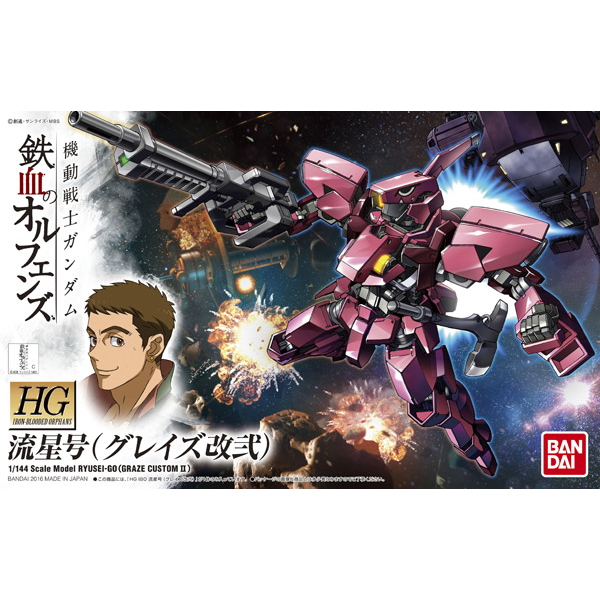 ©創通・サンライズ・MBS
機動戦士ガンダム
鉄血のオルフェンズ
HG
IRON-BLOODED ORPHANS
流星号(グレイズ改弐)
1/144 Scale Model RYUSEI-GO (GRAZE CUSTOM II)
BANDAI 2016 MADE IN JAPAN
BAN
DAI